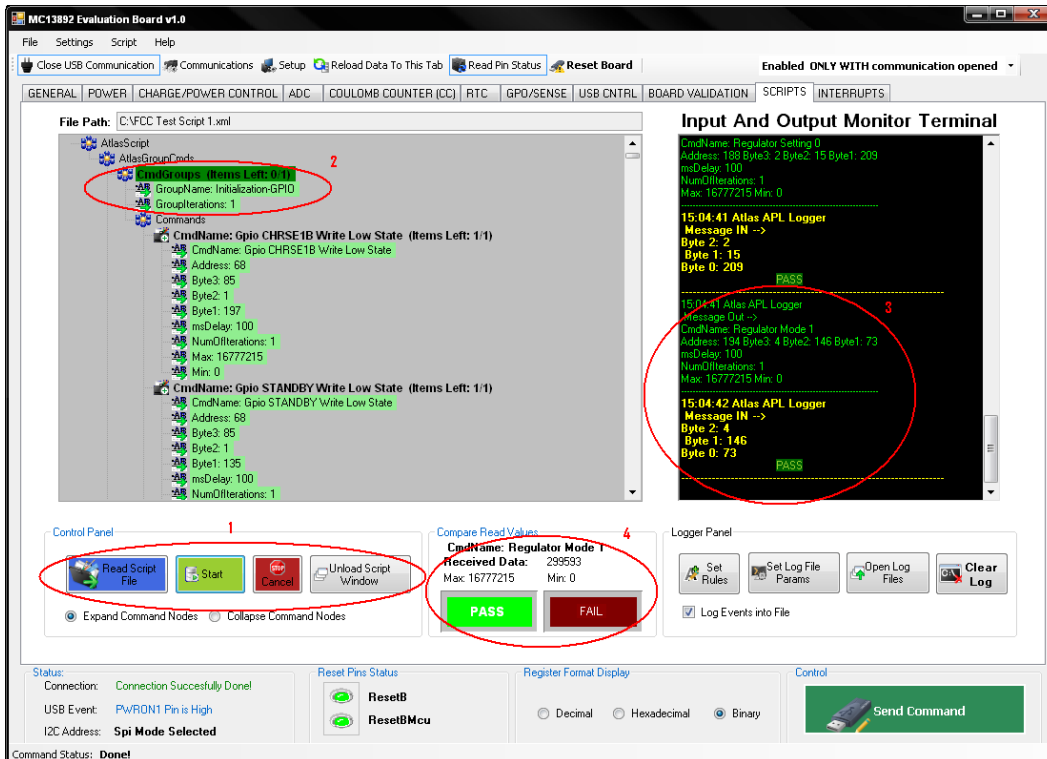 MC13892 Evaluation Board v1.0
File Settings Script Help
Close USB Communication Communications Setup Reload Data To This Tab Read Pin Status Reset Board Enabled ONLY WITH communication opened
GENERAL POWER CHARGE/POWER CONTROL ADC COULOMB COUNTER (CC) RTC GPO/SENSE USB CNTRL BOARD VALIDATION SCRIPTS INTERRUPTS
File Path: C:\FCC Test Script 1.xml
AtlasScript
AtlasGroupCmds
2
CmdGroups (Items Left: 0/1)
GroupName: Initialization-GPIO
GroupIterations: 1
Commands
CmdName: Gpio CHRSE1B Write Low State (Items Left: 1/1)
CmdName: Gpio CHRSE1B Write Low State
Address: 68
Byte3: 85
Byte2: 1
Byte1: 197
msDelay: 100
NumOfIterations: 1
Max: 16777215
Min: 0
CmdName: Gpio STANDBY Write Low State (Items Left: 1/1)
CmdName: Gpio STANDBY Write Low State
Address: 68
Byte3: 85
Byte2: 1
Byte1: 135
msDelay: 100
NumOfIterations: 1
Input And Output Monitor Terminal
CmdName: Regulator Setting 0
Address: 188 Byte3: 2 Byte2: 15 Byte1: 209
msDelay: 100
NumOfIterations: 1
Max: 16777215 Min: 0
15:04:41 Atlas APL Logger
Message IN -->
Byte 2: 2
Byte 1: 15
Byte 0: 209
PASS
15:04:41 Atlas APL Logger
3
Message Out -->
CmdName: Regulator Mode 1
Address: 194 Byte3: 4 Byte2: 146 Byte1: 73
msDelay: 100
NumOfIterations: 1
Max: 16777215 Min: 0
15:04:42 Atlas APL Logger
Message IN -->
Byte 2: 4
Byte 1: 146
Byte 0: 73
PASS
Control Panel
1
Read Script File
Start
Cancel
Unload Script Window
Expand Command Nodes Collapse Command Nodes
Compare Read Values
4
CmdName: Regulator Mode 1
Received Data: 299593
Max: 16777215 Min: 0
PASS FAIL
Logger Panel
Set Rules
Set Log File Params
Open Log Files
Clear Log
Log Events into File
Status:
Connection: Connection Succesfully Done!
USB Event: PWRON1 Pin is High
I2C Address: Spi Mode Selected
Reset Pins Status
ResetB
ResetBMcu
Register Format Display
Decimal Hexadecimal Binary
Control
Send Command
Command Status: Done!